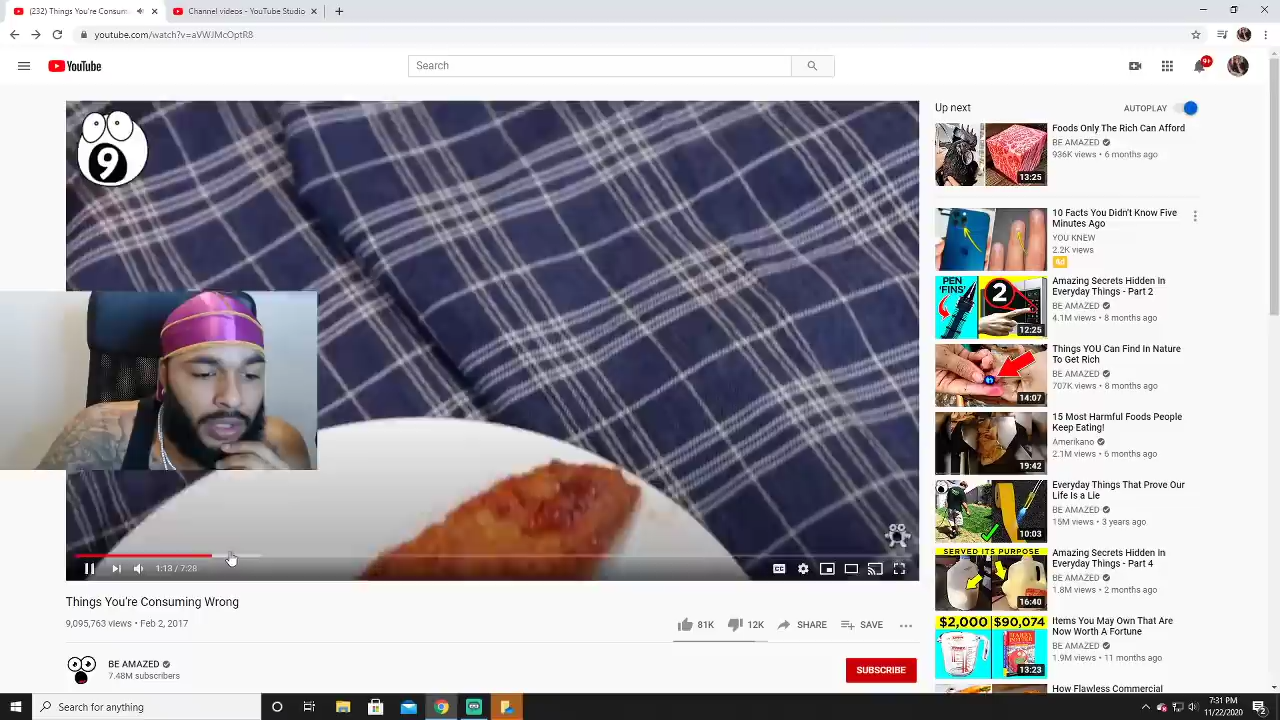 (232) Things You're Consum
Channel videos - YouTube Studio
youtube.com/watch?v=aVWJMcOptR8
YouTube
Search
9+
9
Up next
AUTOPLAY
Foods Only The Rich Can Afford
BE AMAZED
936K views • 6 months ago
13:25
10 Facts You Didn't Know Five
Minutes Ago
YOU KNEW
2.2K views
Ad
PEN
'FINS'
2
12:25
Amazing Secrets Hidden In
Everyday Things - Part 2
BE AMAZED
4.1M views • 8 months ago
Things YOU Can Find In Nature
To Get Rich
BE AMAZED
707K views • 8 months ago
14:07
15 Most Harmful Foods People
Keep Eating!
Amerikano
2.1M views • 6 months ago
19:42
Everyday Things That Prove Our
Life Is a Lie
BE AMAZED
15M views • 3 years ago
10:03
SERVED ITS PURPOSE
16:40
Amazing Secrets Hidden In
Everyday Things - Part 4
BE AMAZED
1.8M views • 2 months ago
$2,000 $90,074
HARRY
POTTER
13:23
Items You May Own That Are
Now Worth A Fortune
BE AMAZED
1.9M views • 11 months ago
How Flawless Commercial
1:13 / 7:28
Things You're Consuming Wrong
9,095,763 views • Feb 2, 2017
81K
12K
SHARE
SAVE
BE AMAZED
7.48M subscribers
SUBSCRIBE
Search for anything
7:31 PM
11/22/2020
2